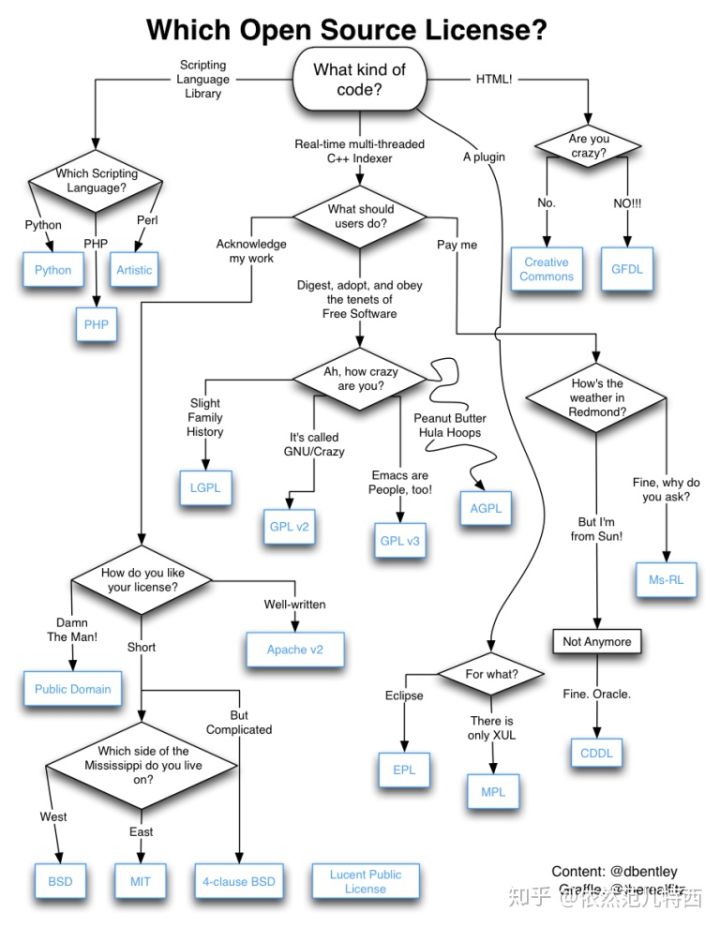 Which Open Source License?
What kind of
code?
Scripting
Language
Library
HTML!
Real-time multi-threaded
C++ Indexer
A plugin
Are you
crazy?
No.
NO!!!
Creative
Commons
GFDL
Which Scripting
Language?
Python
PHP
Perl
Python
Artistic
PHP
What should
users do?
Acknowledge
my work
Pay me
Digest, adopt, and obey
the tenets of
Free Software
Ah, how crazy
are you?
Slight
Family
History
It's called
GNU/Crazy
Emacs are
People, too!
Peanut Butter
Hula Hoops
LGPL
GPL v2
GPL v3
AGPL
How's the
weather in
Redmond?
Fine, why do
you ask?
But I'm
from Sun!
Ms-RL
Not Anymore
Fine. Oracle.
CDDL
How do you like
your license?
Damn
The Man!
Short
Well-written
Public Domain
Apache v2
But
Complicated
Which side of the
Mississippi do you live
on?
West
East
BSD
MIT
4-clause BSD
Lucent Public
License
For what?
Eclipse
There is
only XUL
EPL
MPL
Content: @dbentley
Graffle:
知乎 @依然范几特西